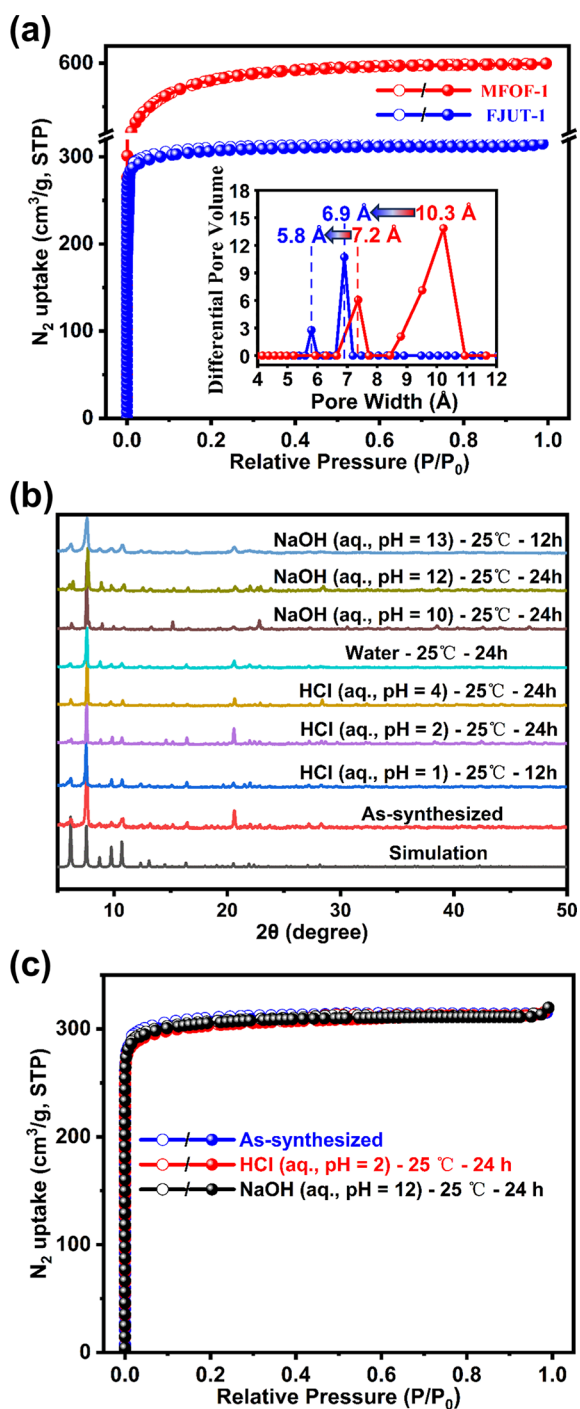 (a)
600
300
200
100
0
N₂ uptake (cm³/g, STP)
/ MFOF-1
/ FJUT-1
18
15
12
9
6
3
0
Differential Pore Volume
6.9 Å 10.3 Å
5.8 Å 7.2 Å
4 5 6 7 8 9 10 11 12
Pore Width (Å)
0.0 0.2 0.4 0.6 0.8 1.0
Relative Pressure (P/P₀)
(b)
NaOH (aq., pH = 13) - 25℃ - 12h
NaOH (aq., pH = 12) - 25℃ - 24h
NaOH (aq., pH = 10) - 25℃ - 24h
Water - 25℃ - 24h
HCl (aq., pH = 4) - 25℃ - 24h
HCl (aq., pH = 2) - 25℃ - 24h
HCl (aq., pH = 1) - 25℃ - 12h
As-synthesized
Simulation
10 20 30 40 50
2θ (degree)
(c)
300
200
100
0
N₂ uptake (cm³/g, STP)
/ As-synthesized
/ HCl (aq., pH = 2) - 25 ℃ - 24 h
/ NaOH (aq., pH = 12) - 25 ℃ - 24 h
0.0 0.2 0.4 0.6 0.8 1.0
Relative Pressure (P/P₀)